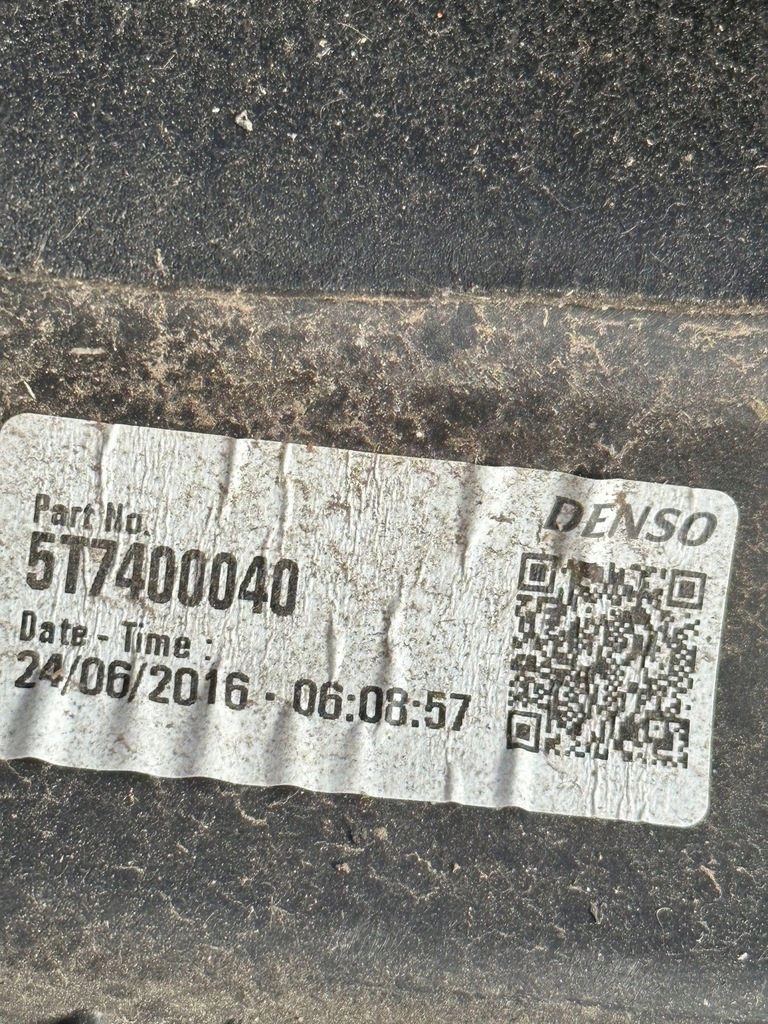 DENSO
Part No.
5T7400040
Date - Time :
24/06/2016 - 06:08:57